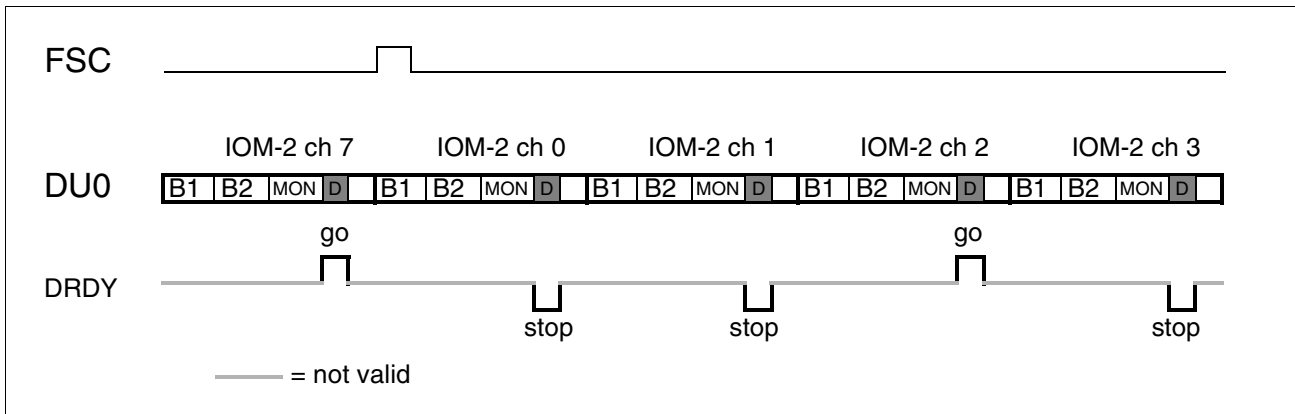 FSC
IOM-2 ch 7 IOM-2 ch 0 IOM-2 ch 1 IOM-2 ch 2 IOM-2 ch 3
DU0 B1 B2 MON D B1 B2 MON D B1 B2 MON D B1 B2 MON D B1 B2 MON D
go go
DRDY
stop stop stop
= not valid